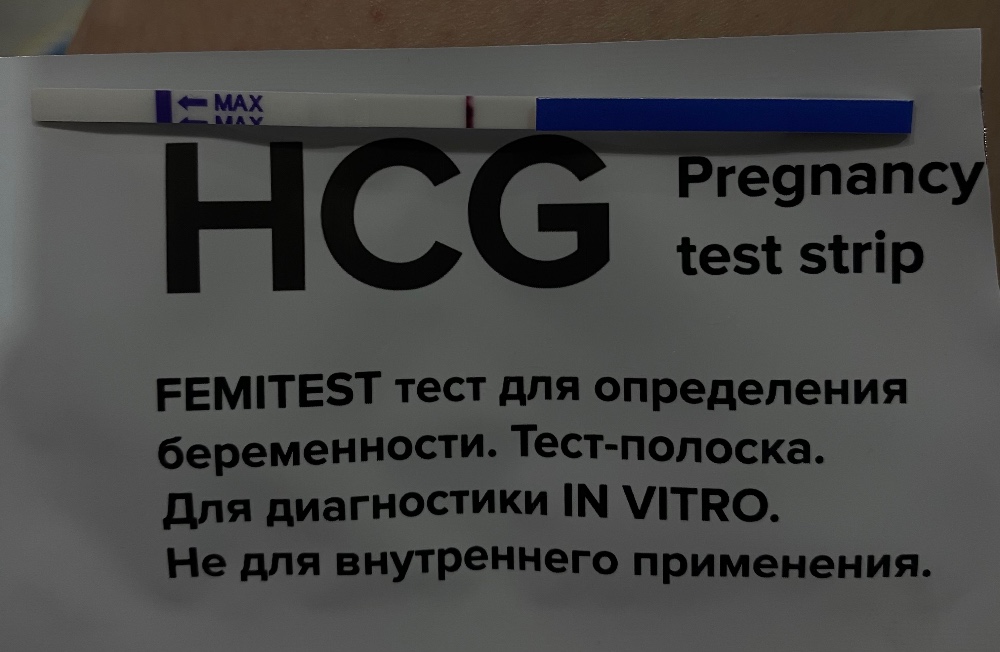 ← MAX
← MAX
HCG
Pregnancy
test strip
FEMITEST тест для определения
беременности. Тест-полоска.
Для диагностики IN VITRO.
Не для внутреннего применения.